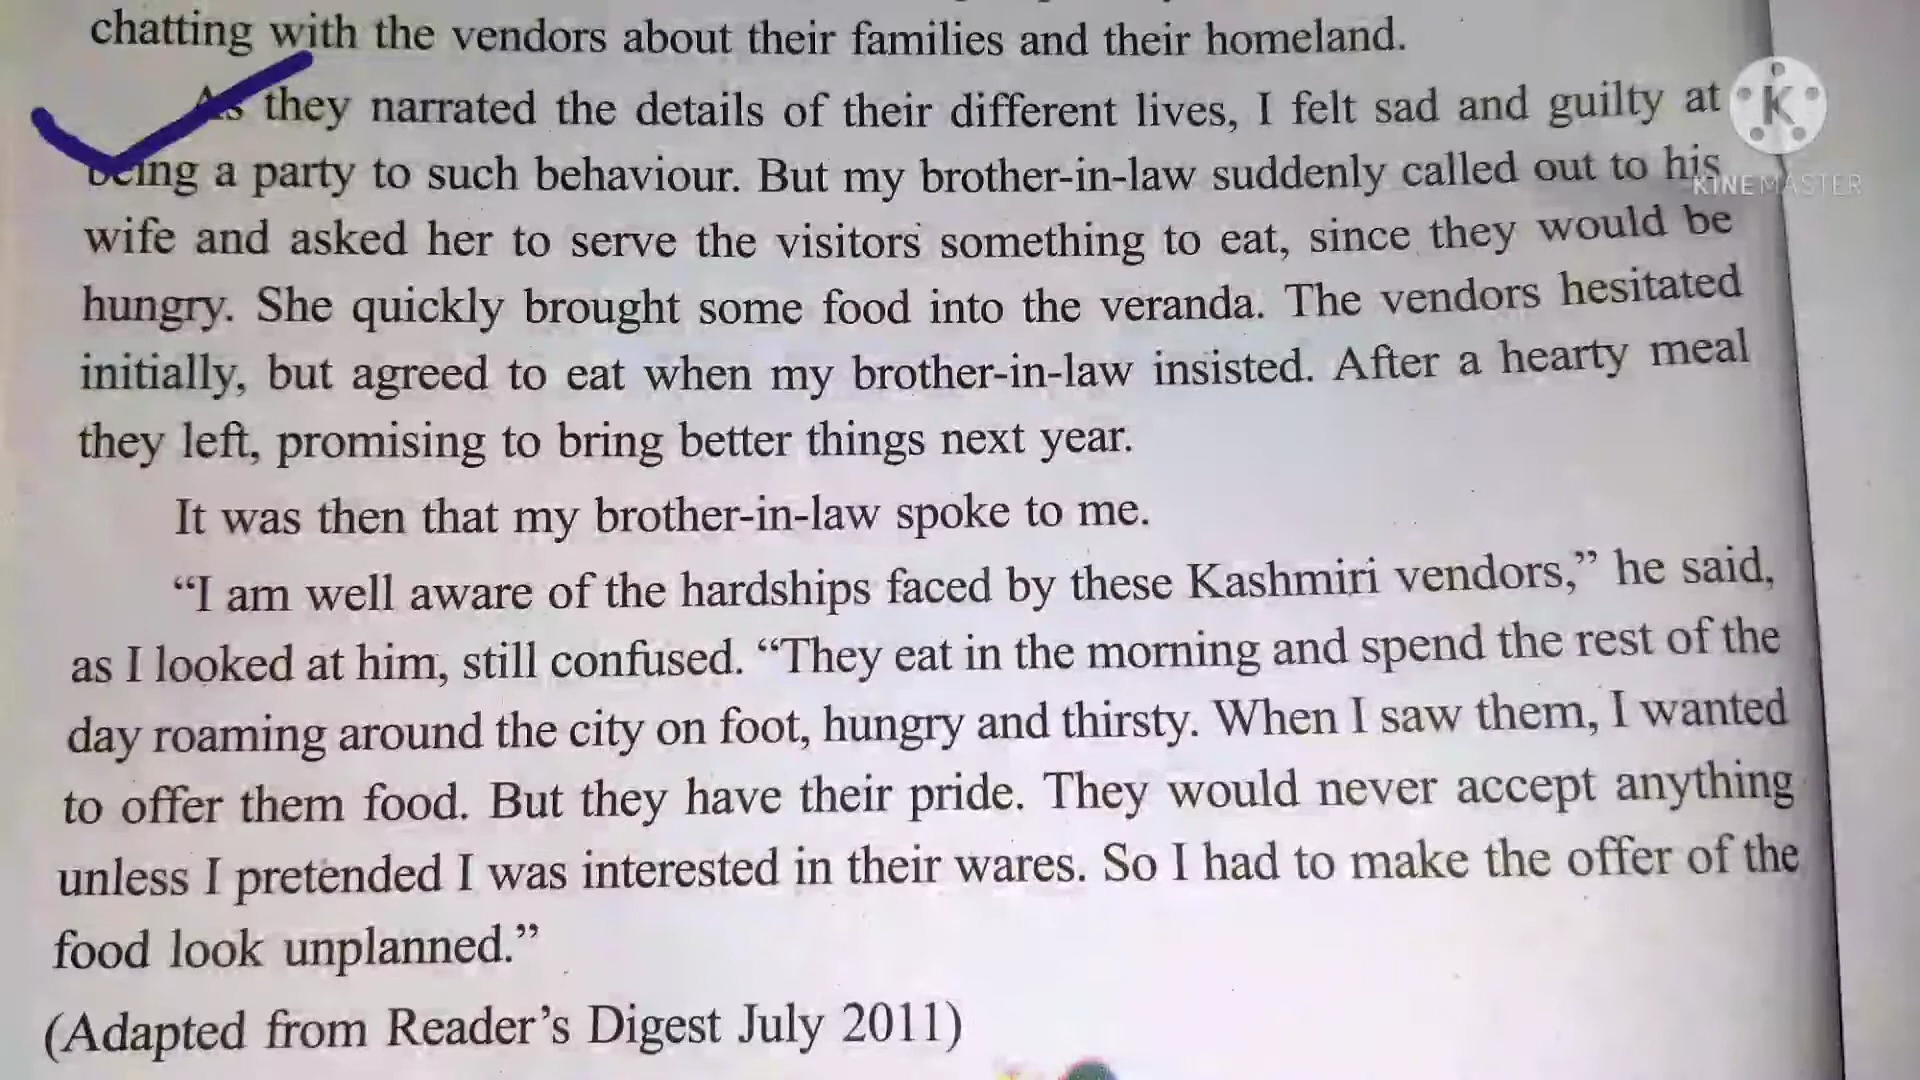 chatting with the vendors about their families and their homeland.
As they narrated the details of their different lives, I felt sad and guilty at
being a party to such behaviour. But my brother-in-law suddenly called out to his
wife and asked her to serve the visitors something to eat, since they would be
hungry. She quickly brought some food into the veranda. The vendors hesitated
initially, but agreed to eat when my brother-in-law insisted. After a hearty meal
they left, promising to bring better things next year.
It was then that my brother-in-law spoke to me.
“I am well aware of the hardships faced by these Kashmiri vendors,” he said,
as I looked at him, still confused. “They eat in the morning and spend the rest of the
day roaming around the city on foot, hungry and thirsty. When I saw them, I wanted
to offer them food. But they have their pride. They would never accept anything
unless I pretended I was interested in their wares. So I had to make the offer of the
food look unplanned.”
(Adapted from Reader’s Digest July 2011)
K
KINEMASTER